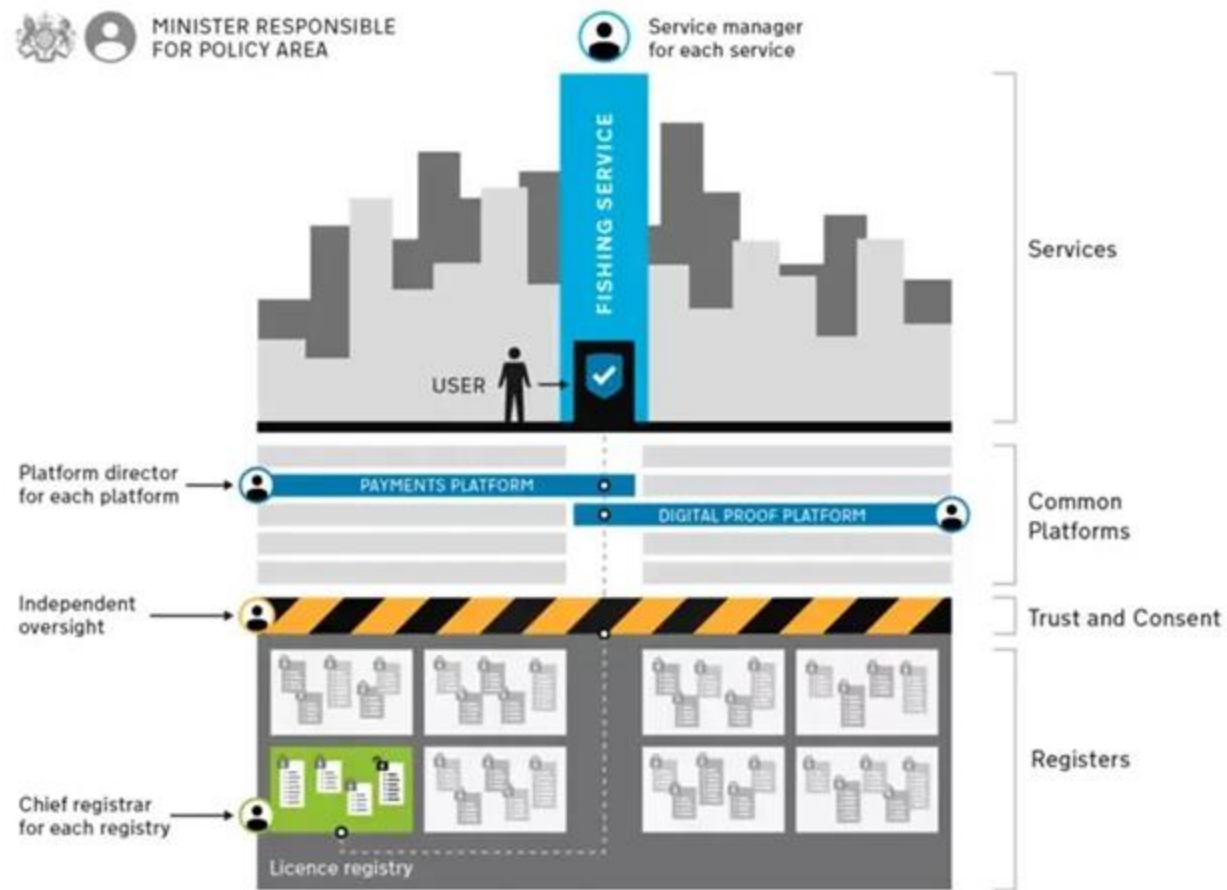 MINISTER RESPONSIBLE
FOR POLICY AREA
Service manager
for each service
FISHING SERVICE
Services
USER
Platform director
for each platform
PAYMENTS PLATFORM
DIGITAL PROOF PLATFORM
Common
Platforms
Independent
oversight
Trust and Consent
Registers
Chief registrar
for each registry
Licence registry